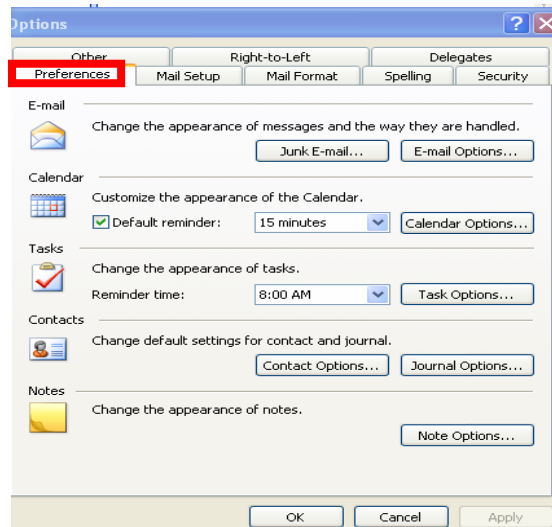 Options
Other Right-to-Left Delegates
Preferences Mail Setup Mail Format Spelling Security
E-mail
Change the appearance of messages and the way they are handled.
Junk E-mail... E-mail Options...
Calendar
Customize the appearance of the Calendar.
Default reminder: 15 minutes Calendar Options...
Tasks
Change the appearance of tasks.
Reminder time: 8:00 AM Task Options...
Contacts
Change default settings for contact and journal.
Contact Options... Journal Options...
Notes
Change the appearance of notes.
Note Options...
OK Cancel Apply